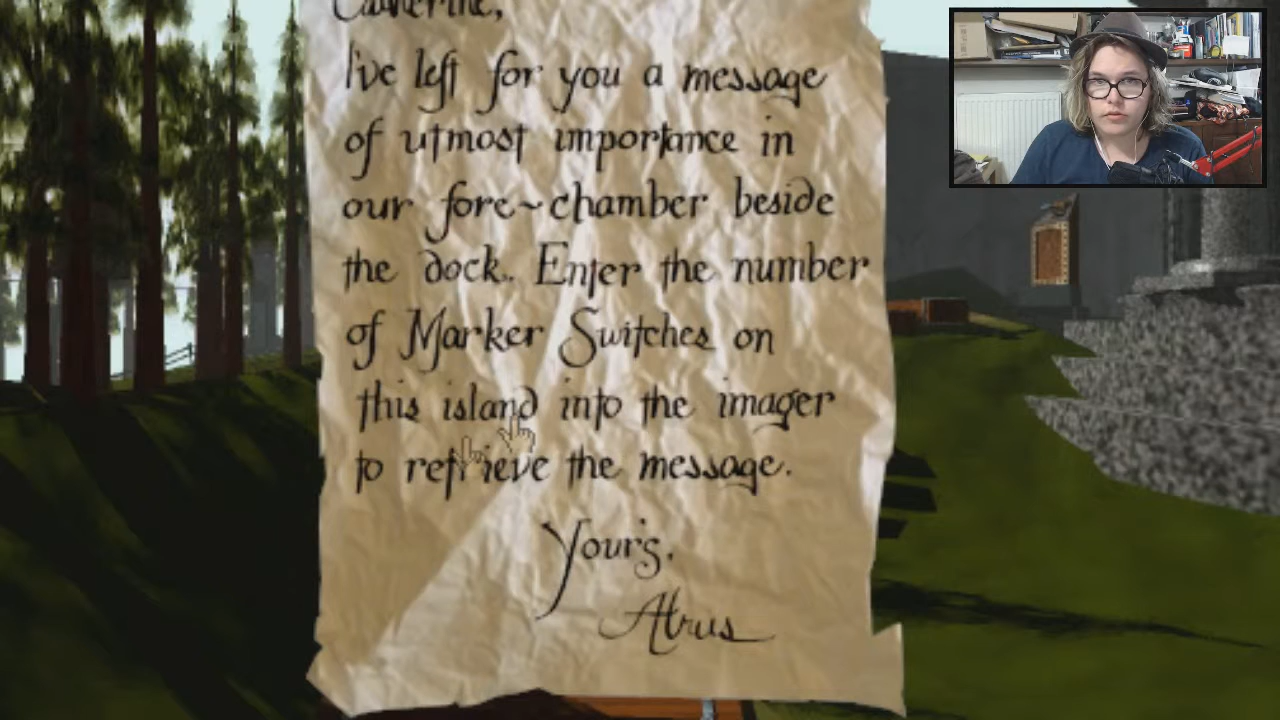 Catherine,
I've left for you a message
of utmost importance in
our fore~chamber beside
the dock. Enter the number
of Marker Switches on
this island into the imager
to retrieve the message.
Yours,
Atrus